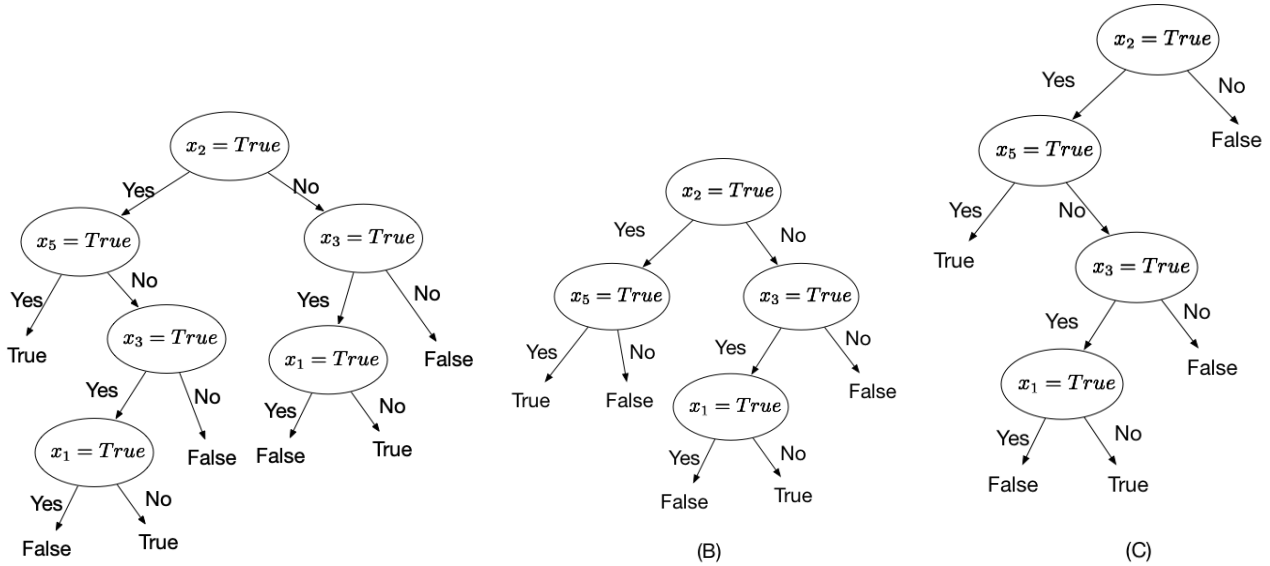 x₂ = True
Yes
No
x₅ = True
x₃ = True
Yes
No
Yes
No
True
x₃ = True
x₁ = True
False
Yes
No
Yes
No
x₁ = True
False
False
True
Yes
No
False
True
x₂ = True
Yes
No
x₅ = True
x₃ = True
Yes
No
Yes
No
True
False
x₁ = True
False
Yes
No
False
True
(B)
x₂ = True
Yes
No
x₅ = True
False
Yes
No
True
x₃ = True
Yes
No
x₁ = True
False
Yes
No
False
True
(C)